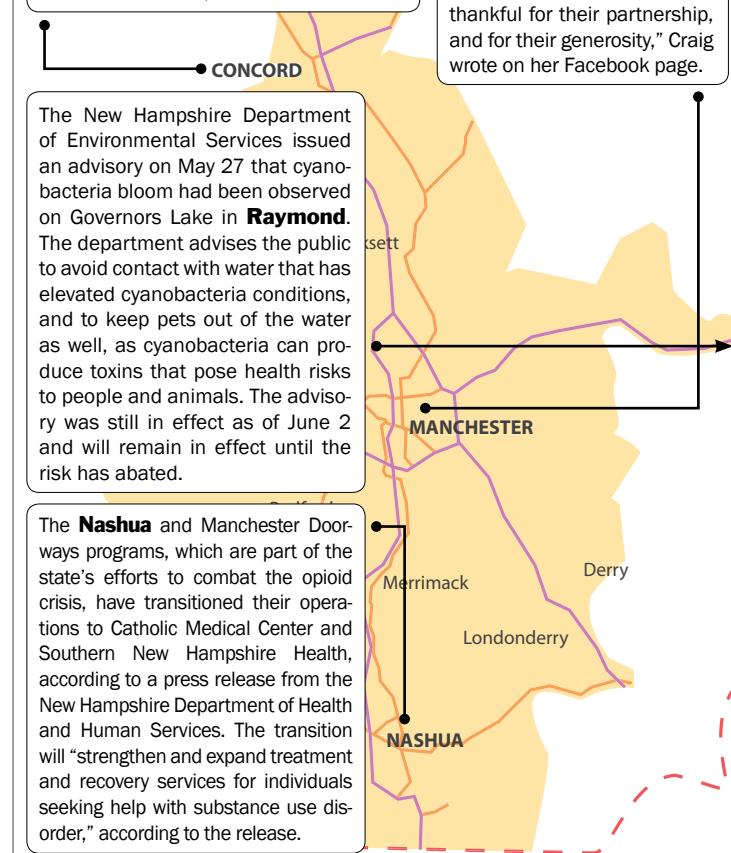 thankful for their partnership,
and for their generosity,” Craig
wrote on her Facebook page.
CONCORD
The New Hampshire Department
of Environmental Services issued
an advisory on May 27 that cyano-
bacteria bloom had been observed
on Governors Lake in Raymond.
The department advises the public
to avoid contact with water that has
elevated cyanobacteria conditions,
and to keep pets out of the water
as well, as cyanobacteria can pro-
duce toxins that pose health risks
to people and animals. The adviso-
ry was still in effect as of June 2
and will remain in effect until the
risk has abated.
ksett
MANCHESTER
The Nashua and Manchester Door-
ways programs, which are part of the
state’s efforts to combat the opioid
crisis, have transitioned their opera-
tions to Catholic Medical Center and
Southern New Hampshire Health,
according to a press release from the
New Hampshire Department of Health
and Human Services. The transition
will “strengthen and expand treatment
and recovery services for individuals
seeking help with substance use dis-
order,” according to the release.
Merrimack
Derry
Londonderry
NASHUA